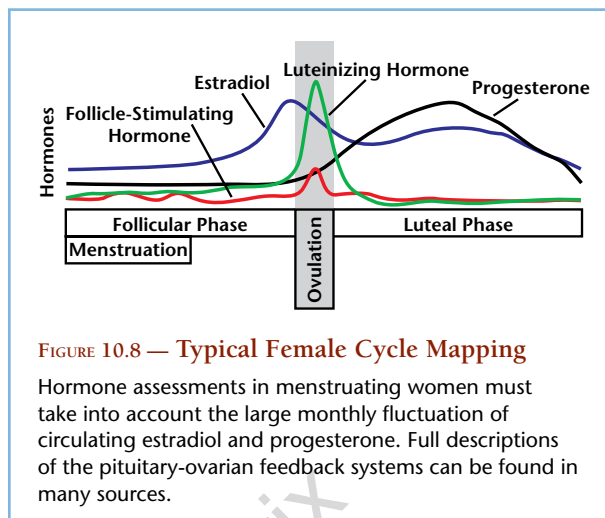 Estradiol
Luteinizing Hormone
Progesterone
Follicle-Stimulating
Hormone
Hormones
Follicular Phase
Luteal Phase
Menstruation
Ovulation
FIGURE 10.8 — Typical Female Cycle Mapping
Hormone assessments in menstruating women must
take into account the large monthly fluctuation of
circulating estradiol and progesterone. Full descriptions
of the pituitary-ovarian feedback systems can be found in
many sources.